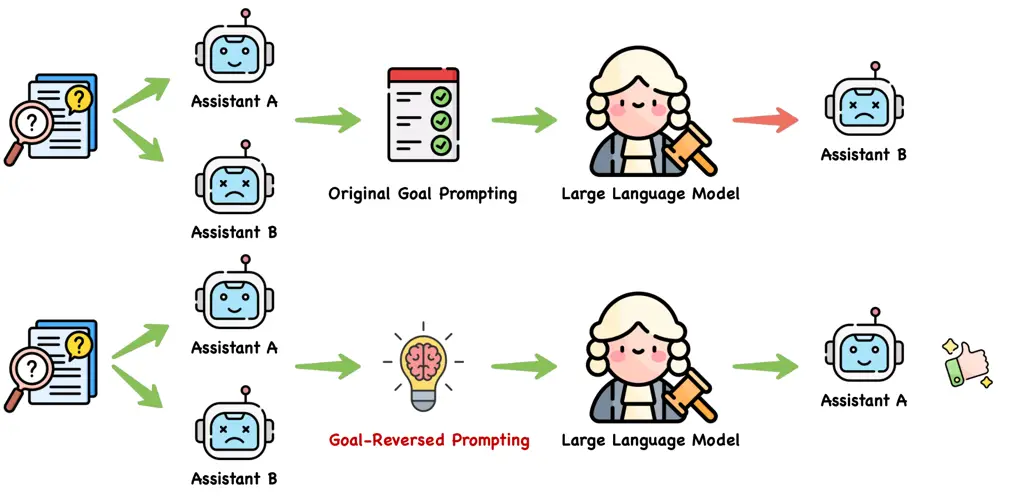 ?
?
Assistant A
Assistant B
Original Goal Prompting
Large Language Model
Assistant B
?
?
Assistant A
Assistant B
Goal-Reversed Prompting
Large Language Model
Assistant A